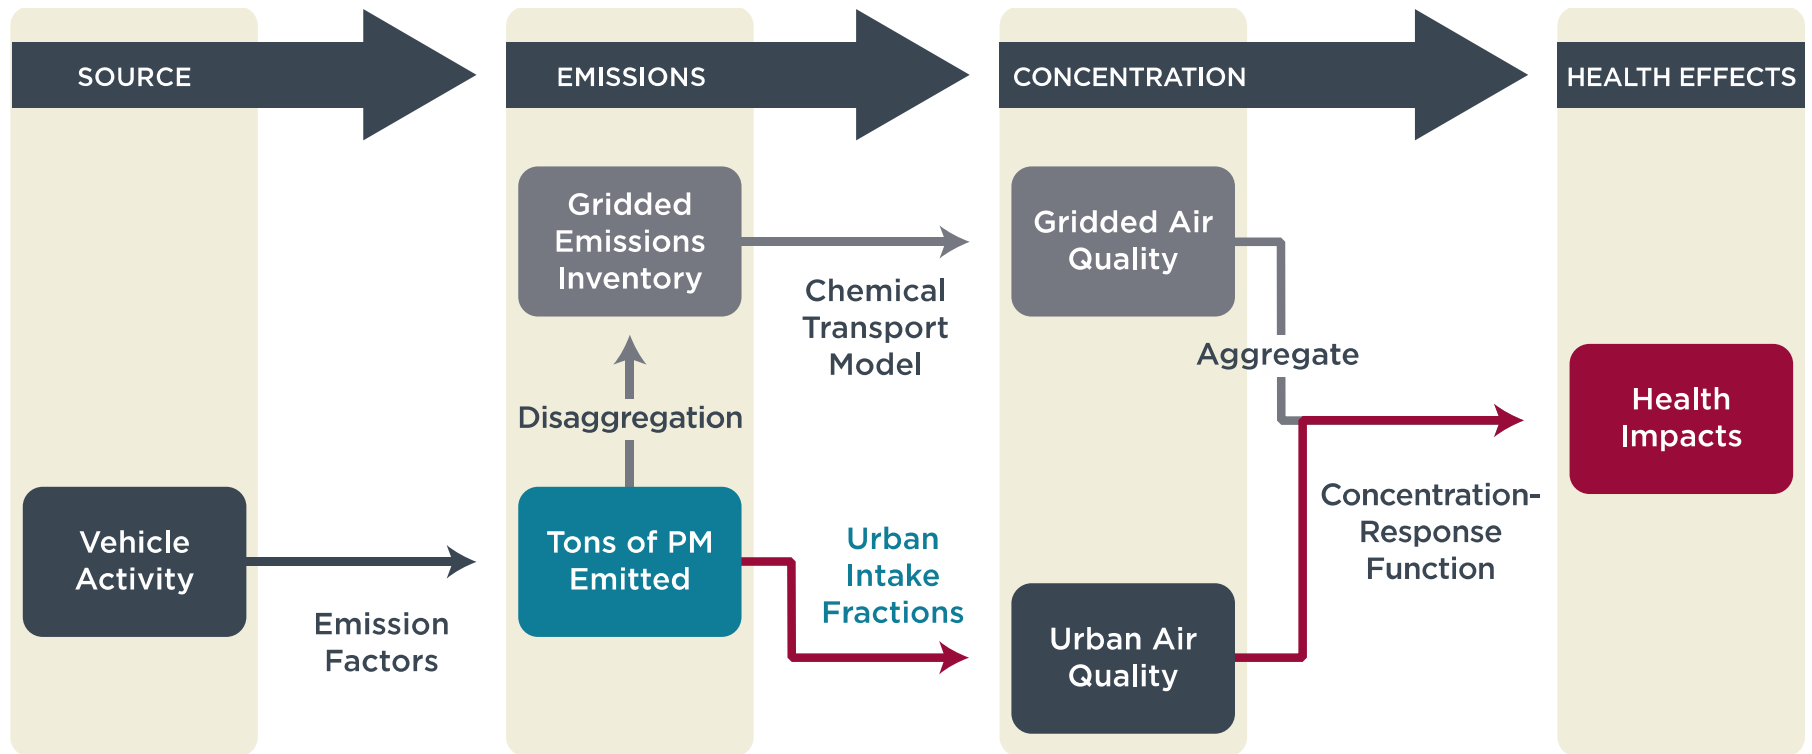 SOURCE
EMISSIONS
CONCENTRATION
HEALTH EFFECTS
Gridded
Emissions
Inventory
Chemical
Transport
Model
Gridded Air
Quality
Aggregate
Disaggregation
Health
Impacts
Vehicle
Activity
Emission
Factors
Tons of PM
Emitted
Urban
Intake
Fractions
Urban Air
Quality
Concentration-
Response
Function